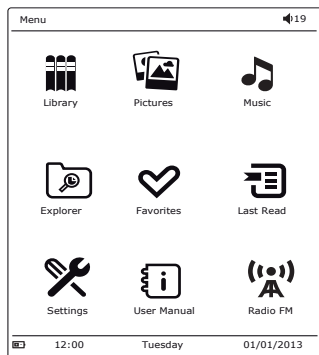 Menu 19
Library Pictures Music
Explorer Favorites Last Read
Settings User Manual Radio FM
12:00 Tuesday 01/01/2013